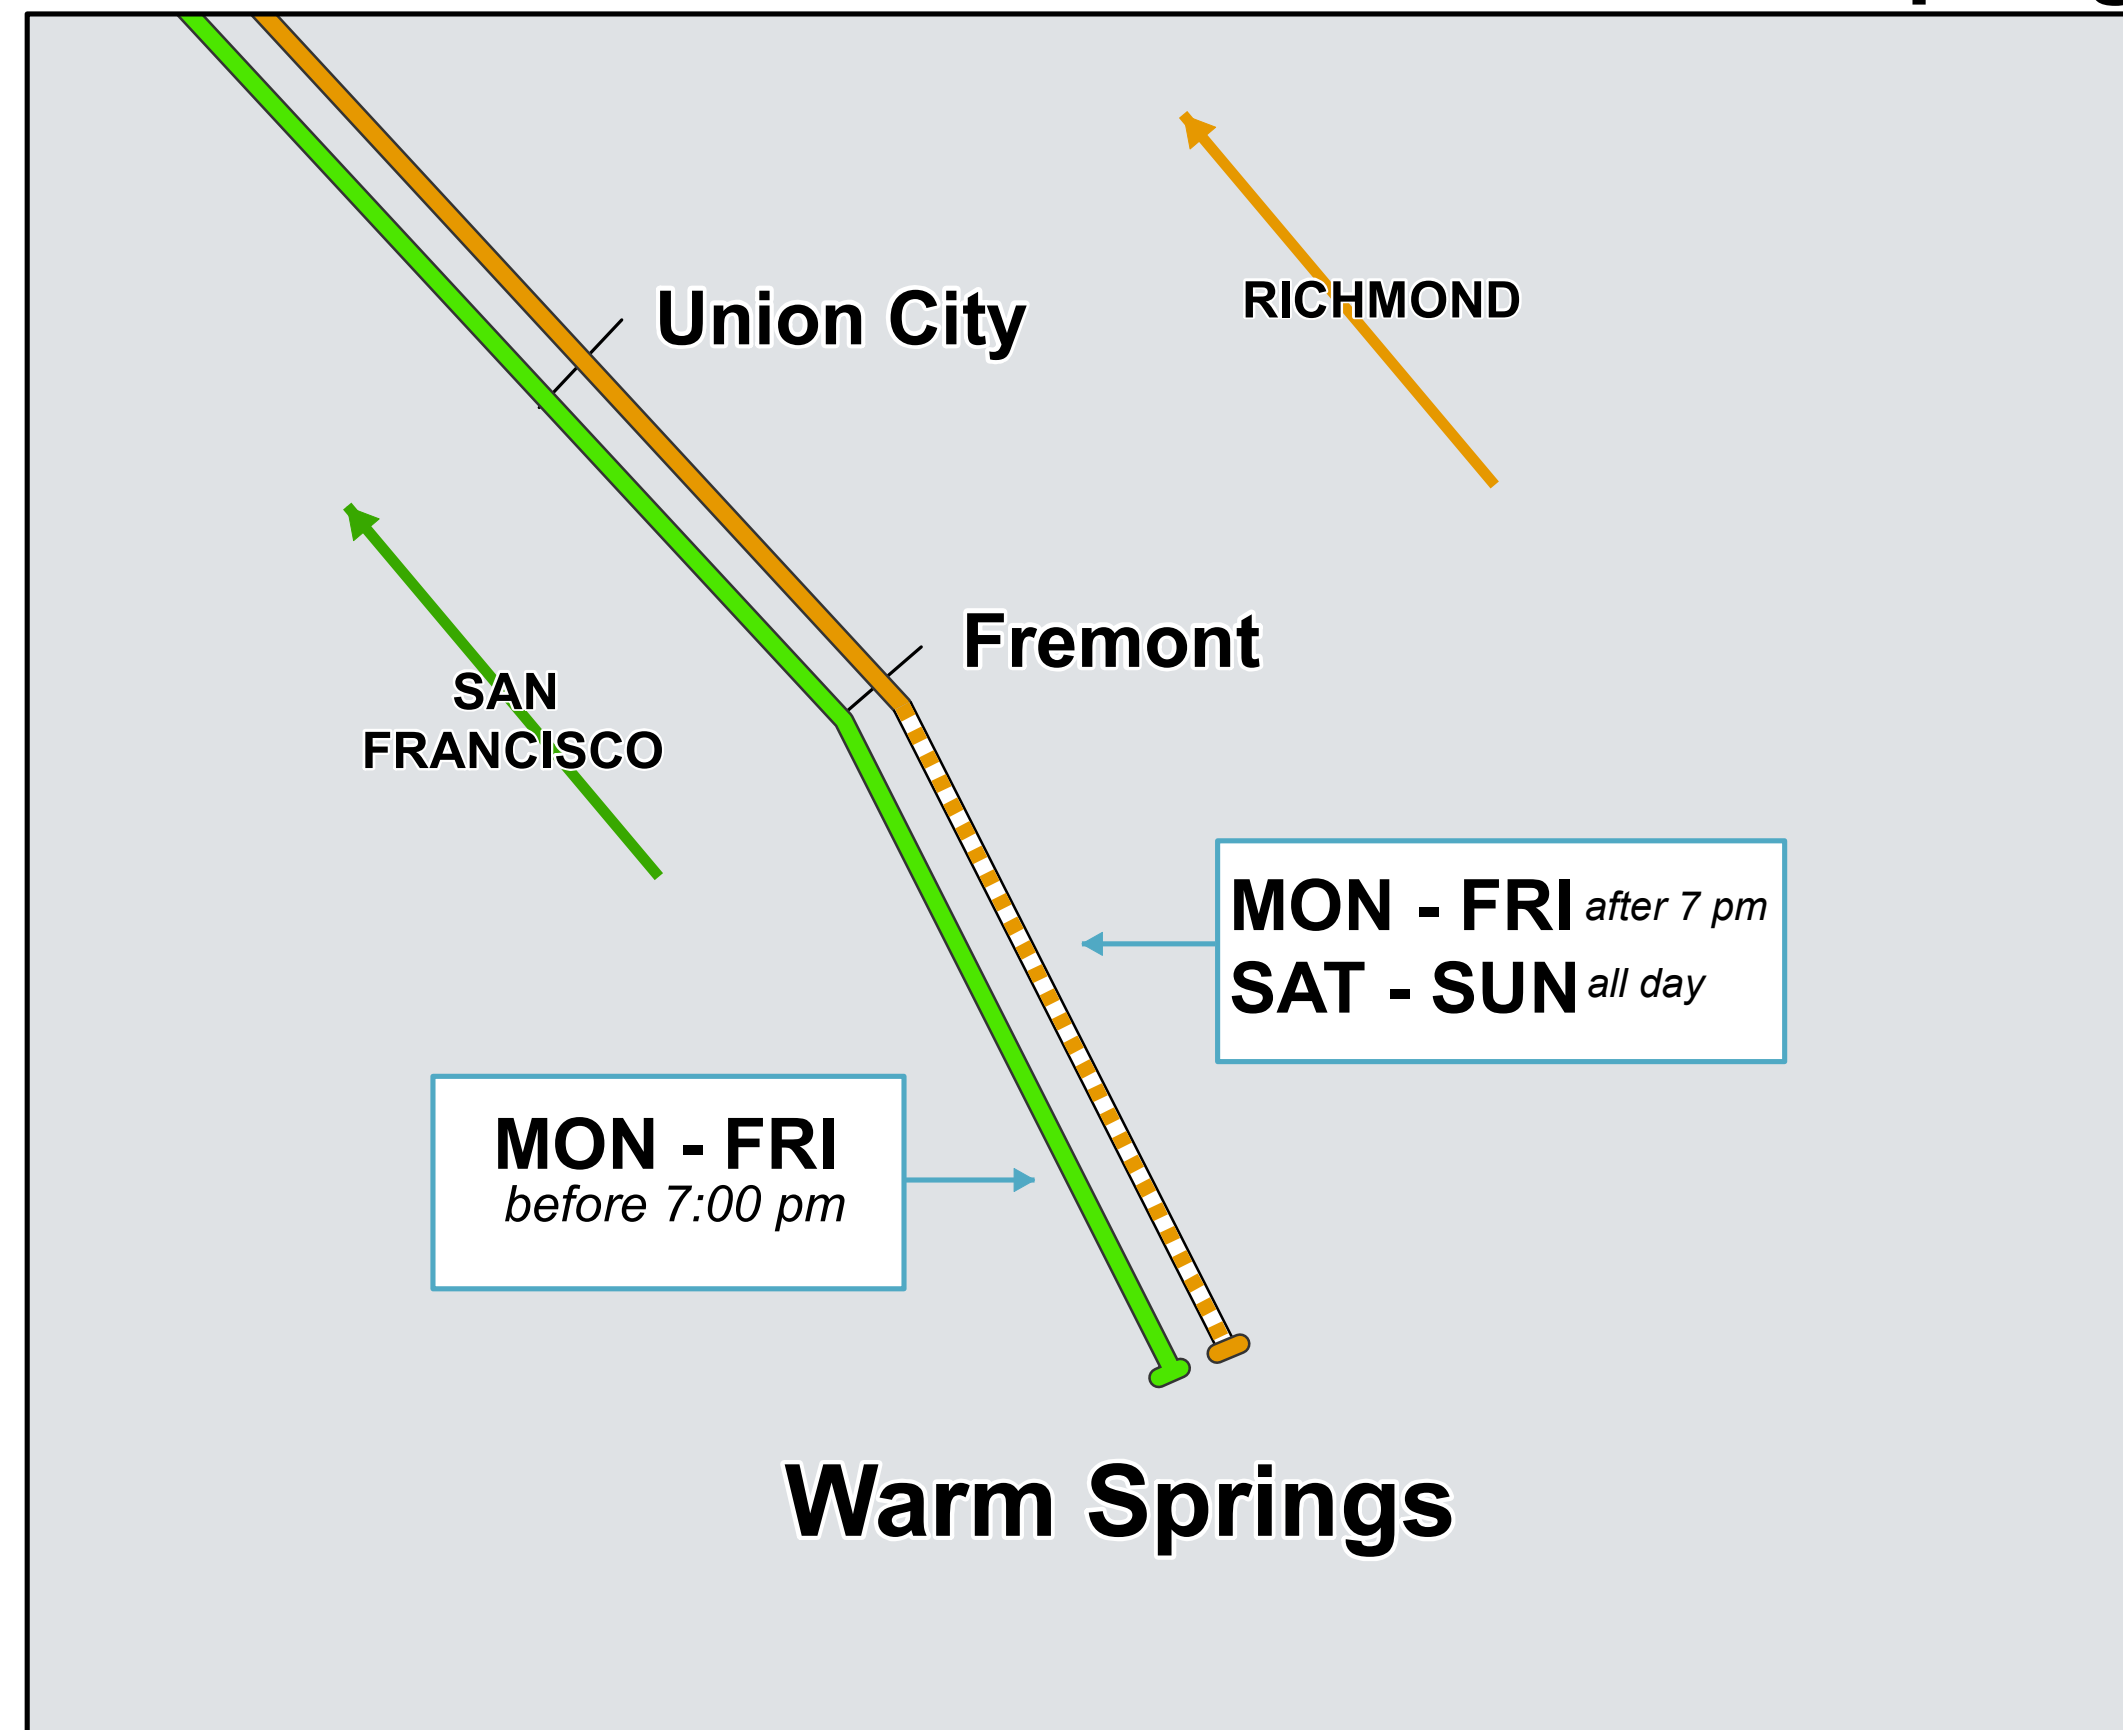 Union City
RICHMOND
Fremont
SAN
FRANCISCO
MON - FRI after 7 pm
SAT - SUN all day
MON - FRI
before 7:00 pm
Warm Springs